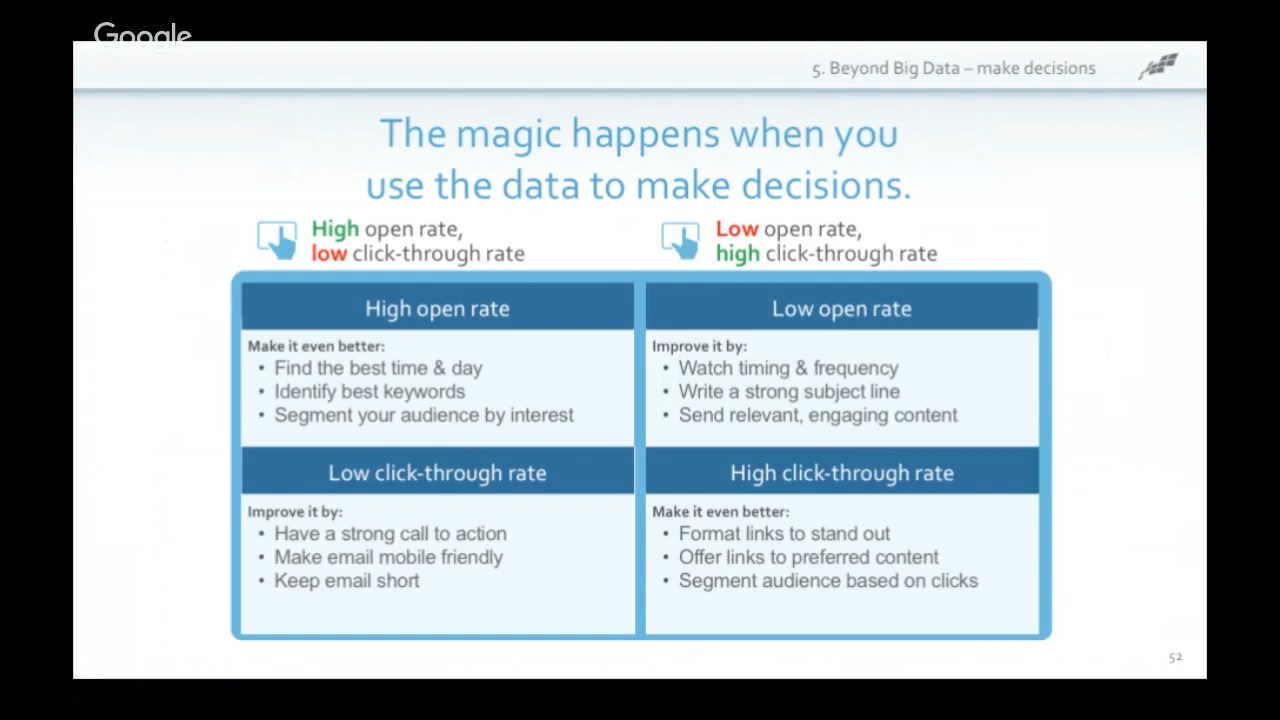 Google
5. Beyond Big Data – make decisions
The magic happens when you
use the data to make decisions.
High open rate,
low click-through rate
Low open rate,
high click-through rate
High open rate
Make it even better:
• Find the best time & day
• Identify best keywords
• Segment your audience by interest
Low open rate
Improve it by:
• Watch timing & frequency
• Write a strong subject line
• Send relevant, engaging content
Low click-through rate
Improve it by:
• Have a strong call to action
• Make email mobile friendly
• Keep email short
High click-through rate
Make it even better:
• Format links to stand out
• Offer links to preferred content
• Segment audience based on clicks
52